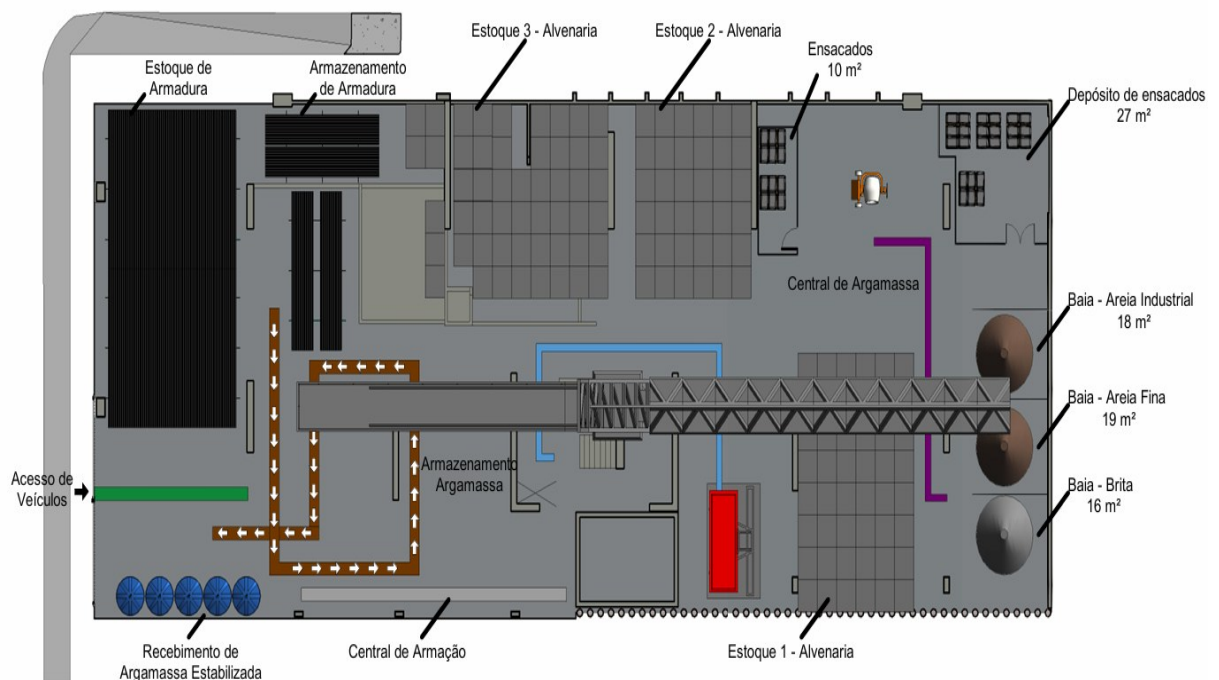 Estoque 3 - Alvenaria
Estoque 2 - Alvenaria
Ensacados
10 m²
Estoque de
Armadura
Armazenamento
de Armadura
Depósito de ensacados
27 m²
Central de Argamassa
Baia - Areia Industrial
18 m²
Baia - Areia Fina
19 m²
Armazenamento
Argamassa
Acesso de
Veículos
Baia - Brita
16 m²
Recebimento de
Argamassa Estabilizada
Central de Armação
Estoque 1 - Alvenaria